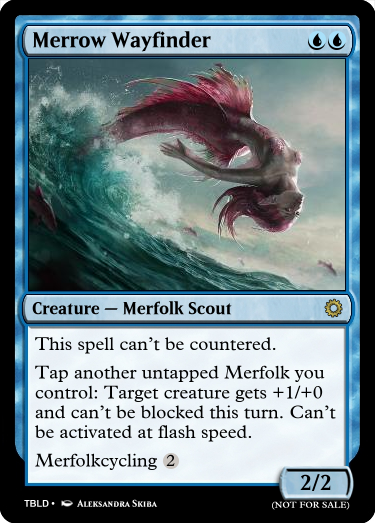 Merrow Wayfinder
Creature — Merfolk Scout
This spell can't be countered.
Tap another untapped Merfolk you
control: Target creature gets +1/+0
and can't be blocked this turn. Can't
be activated at flash speed.
Merfolkcycling 2
2/2
TBLD • Aleksandra Skiba
(NOT FOR SALE)